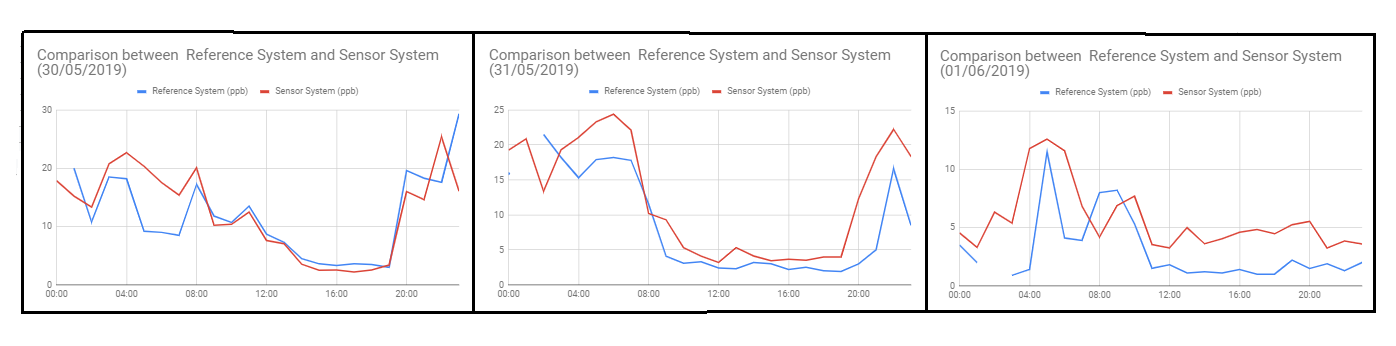 Comparison between  Reference System and Sensor System
(30/05/2019)
Reference System (ppb) Sensor System (ppb)
30
20
10
0
00:00 04:00 08:00 12:00 16:00 20:00
Comparison between  Reference System and Sensor System
(31/05/2019)
Reference System (ppb) Sensor System (ppb)
25
20
15
10
5
0
00:00 04:00 08:00 12:00 16:00 20:00
Comparison between  Reference System and Sensor System
(01/06/2019)
Reference System (ppb) Sensor System (ppb)
15
10
5
0
00:00 04:00 08:00 12:00 16:00 20:00